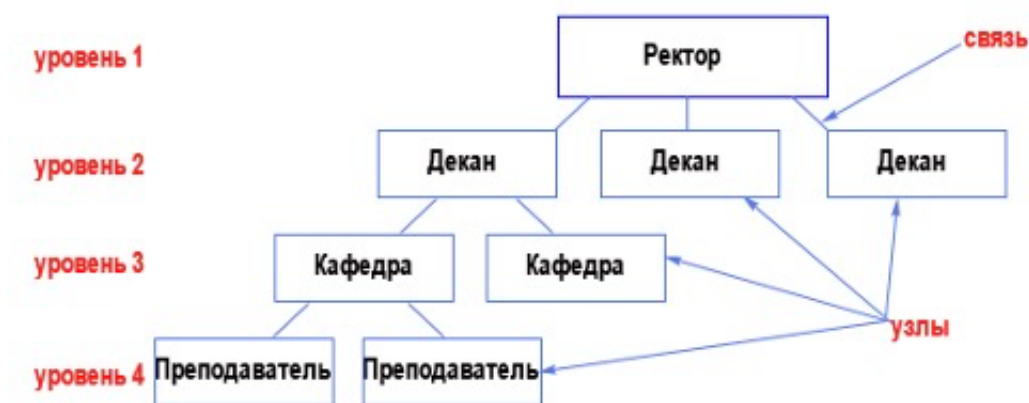 уровень 1
Ректор
связь
уровень 2
Декан
Декан
Декан
уровень 3
Кафедра
Кафедра
узлы
уровень 4
Преподаватель
Преподаватель